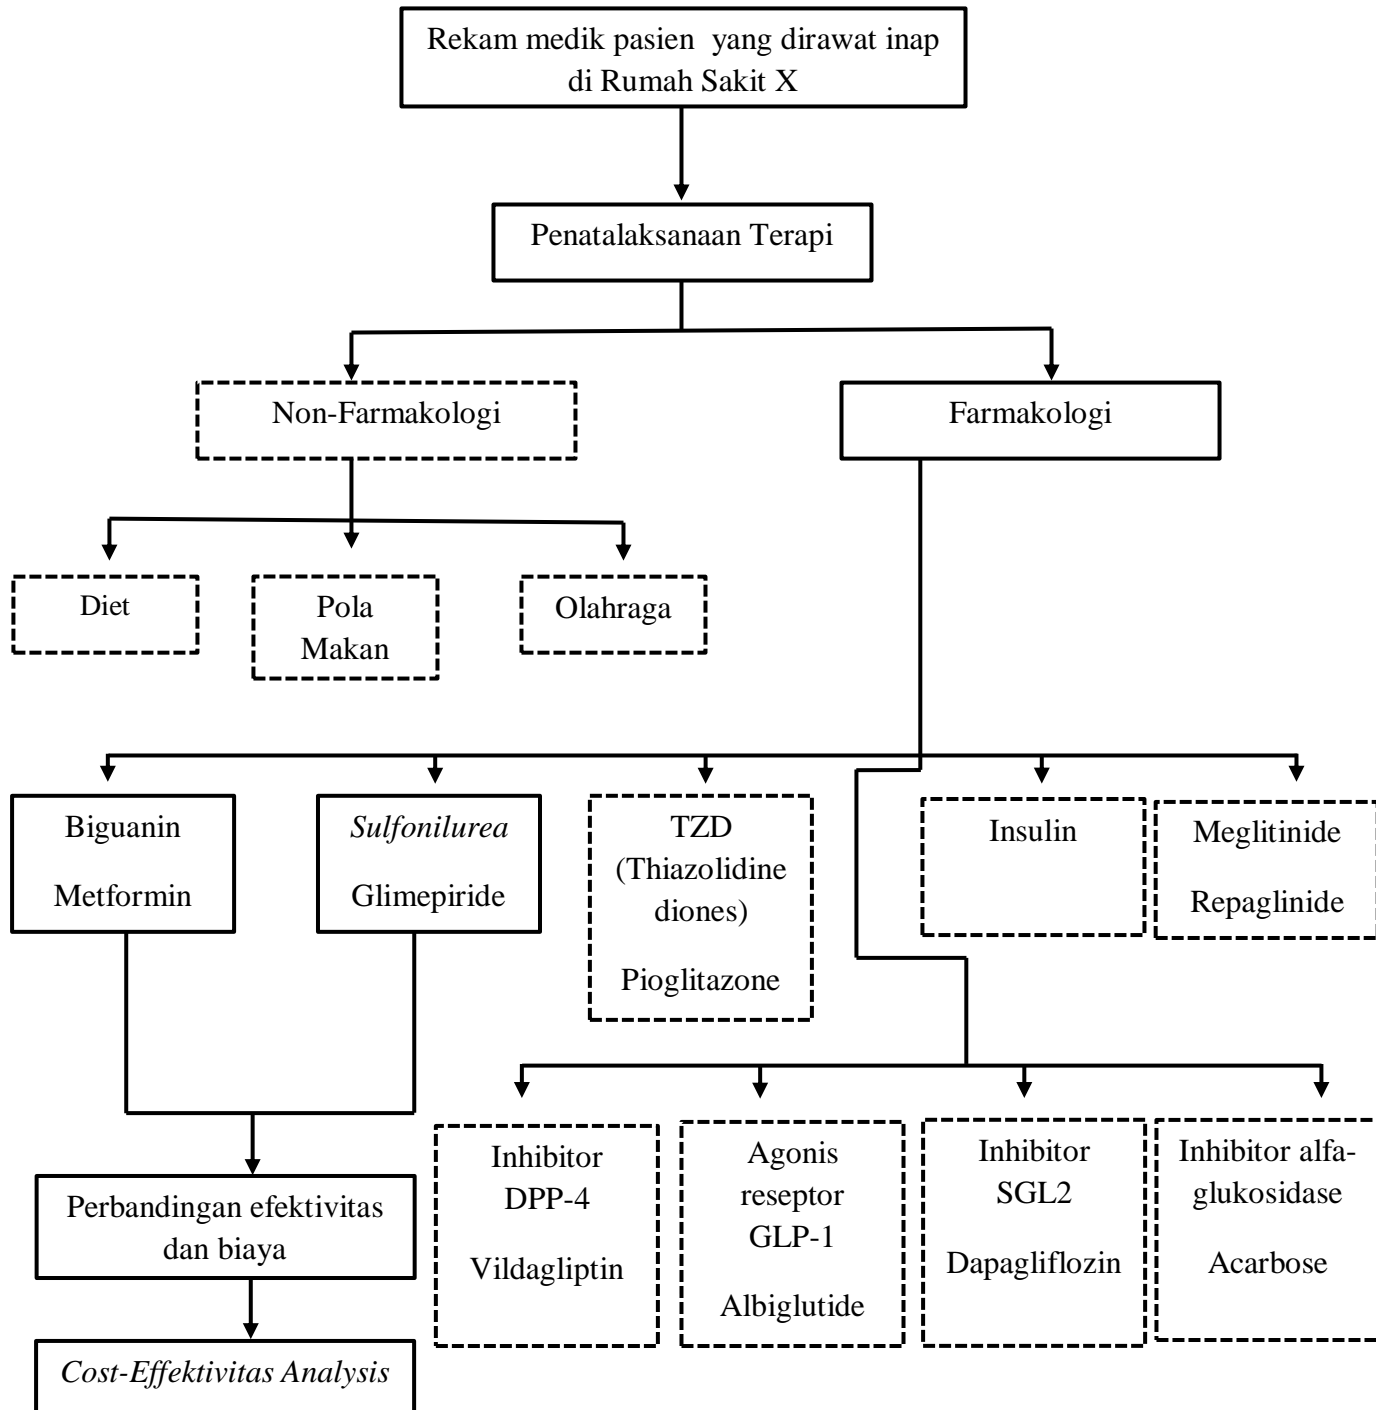 Rekam medik pasien yang dirawat inap
di Rumah Sakit X
Penatalaksanaan Terapi
Non-Farmakologi
Farmakologi
Diet
Pola
Makan
Olahraga
Biguanin
Metformin
Sulfonilurea
Glimepiride
TZD
(Thiazolidine
diones)
Pioglitazone
Insulin
Meglitinide
Repaglinide
Inhibitor
DPP-4
Vildagliptin
Agonis
reseptor
GLP-1
Albiglutide
Inhibitor
SGL2
Dapagliflozin
Inhibitor alfa-
glukosidase
Acarbose
Perbandingan efektivitas
dan biaya
Cost-Effektivitas Analysis